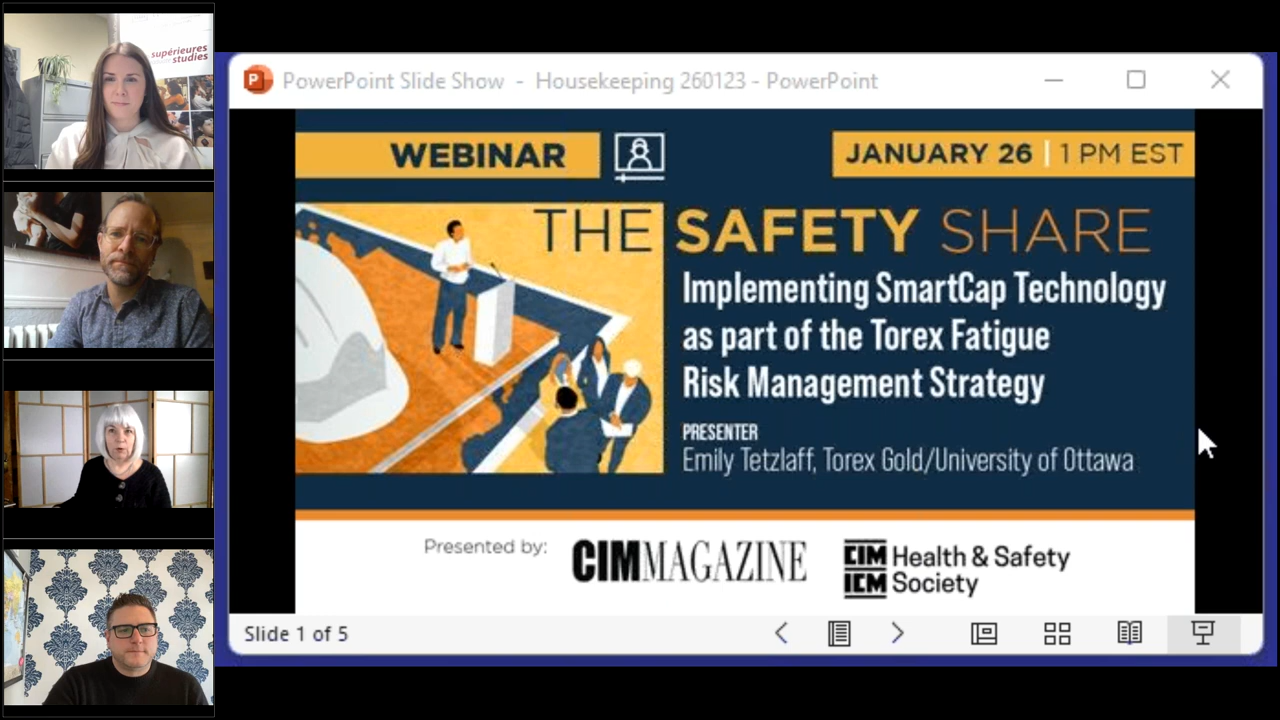 supérieures
studies
PowerPoint Slide Show - Housekeeping 260123 - PowerPoint
WEBINAR
JANUARY 26 | 1 PM EST
THE SAFETY SHARE
Implementing SmartCap Technology
as part of the Torex Fatigue
Risk Management Strategy
PRESENTER
Emily Tetzlaff, Torex Gold/University of Ottawa
Presented by:
CIM MAGAZINE
CIM
ICM
Health & Safety
Society
Slide 1 of 5